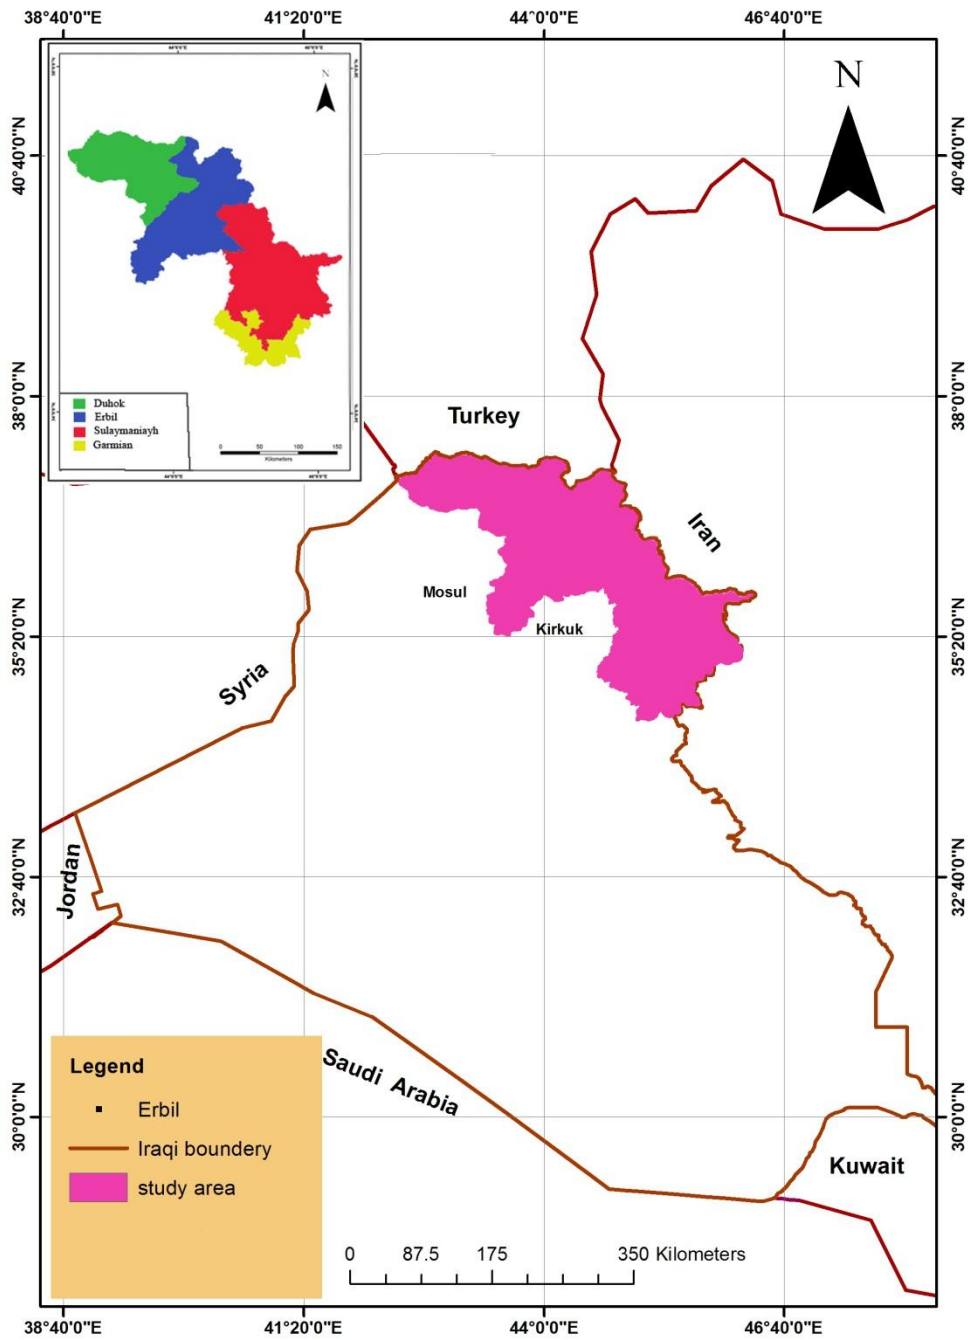 38°40'0"E 41°20'0"E 44°0'0"E 46°40'0"E
N
N
40°40'0"N
40°40'0"N
Duhok
Erbil
Sulaymaniayh
Garmian
0 50 100 150
Kilometers
38°0'0"N
38°0'0"N
Turkey
Iran
Mosul
Kirkuk
35°20'0"N
35°20'0"N
Syria
Jordan
32°40'0"N
32°40'0"N
Saudi Arabia
Legend
Erbil
Iraqi boundery
study area
30°0'0"N
30°0'0"N
Kuwait
0 87.5 175 350 Kilometers
38°40'0"E 41°20'0"E 44°0'0"E 46°40'0"E